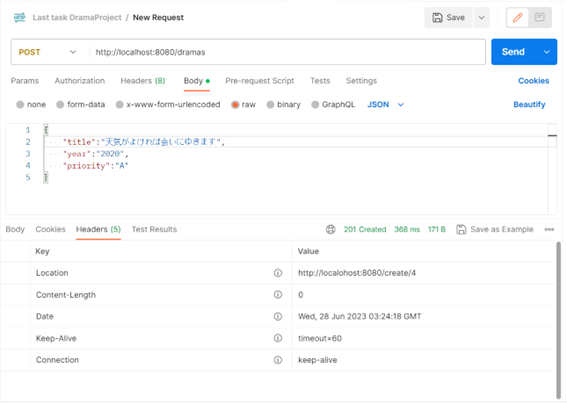 Last task DramaProject / New Request
Save
POST http://localhost:8080/dramas Send
Params Authorization Headers (8) Body Pre-request Script Tests Settings Cookies
none form-data x-www-form-urlencoded raw binary GraphQL JSON Beautify
1 {
2 "title":"天気がよければ会いにゆきます",
3 "year":"2020",
4 "priority":"A"
5 }
Body Cookies Headers (5) Test Results 201 Created 368 ms 171 B Save as Example
Key Value
Location http://localohost:8080/create/4
Content-Length 0
Date Wed, 28 Jun 2023 03:24:18 GMT
Keep-Alive timeout=60
Connection keep-alive